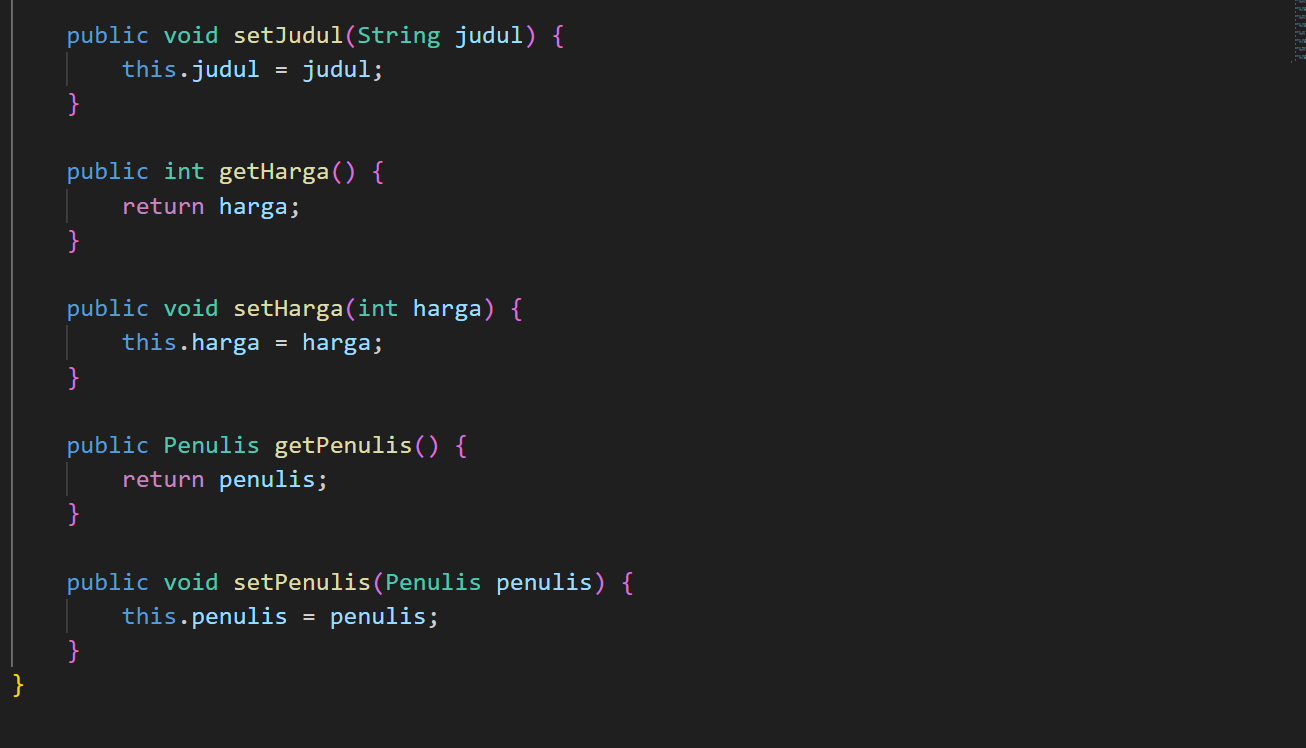 public void setJudul(String judul) {
this.judul = judul;
}
public int getHarga() {
return harga;
}
public void setHarga(int harga) {
this.harga = harga;
}
public Penulis getPenulis() {
return penulis;
}
public void setPenulis(Penulis penulis) {
this.penulis = penulis;
}
}